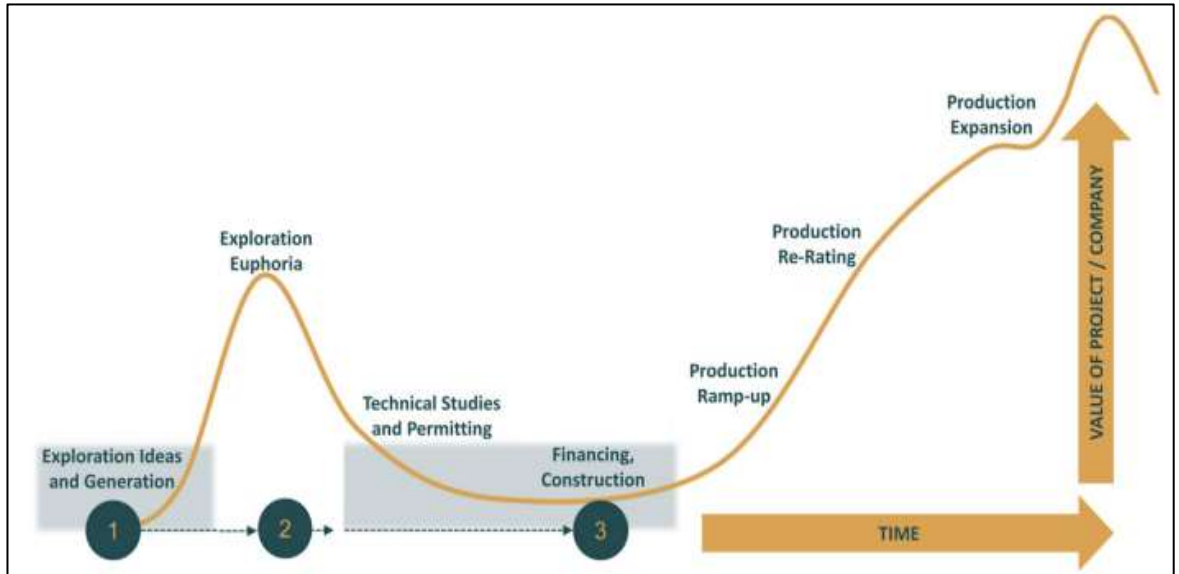 Production
Expansion
Exploration
Euphoria
Production
Re-Rating
Production
Ramp-up
Technical Studies
and Permitting
Exploration Ideas
and Generation
Financing,
Construction
1
2
3
TIME
VALUE OF PROJECT / COMPANY